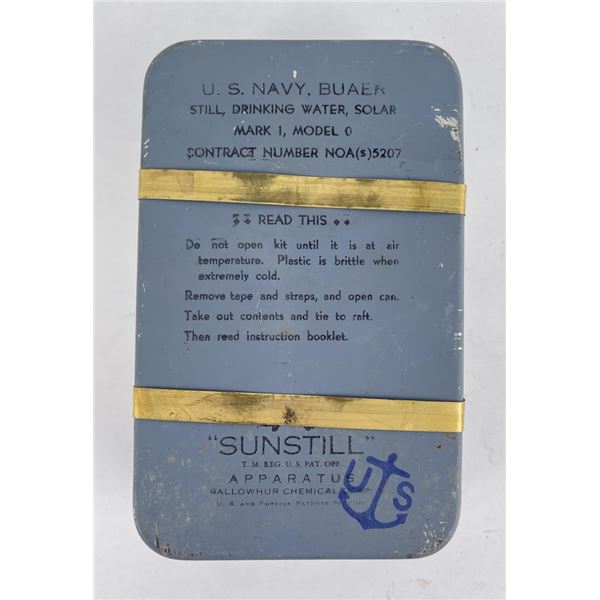 U. S. NAVY, BUAER
STILL, DRINKING WATER, SOLAR
MARK I, MODEL 0
CONTRACT NUMBER NOA(s)5207
READ THIS
Do not open kit until it is at air
temperature. Plastic is brittle when
extremely cold.
Remove tape and straps, and open can.
Take out contents and tie to raft.
Then read instruction booklet.
"SUNSTILL"
T. M. REG. U. S. PAT. OFF.
APPARATUS
GALLOWHUR CHEMICAL
U. S. AND FOREIGN PATENTS PENDING
US